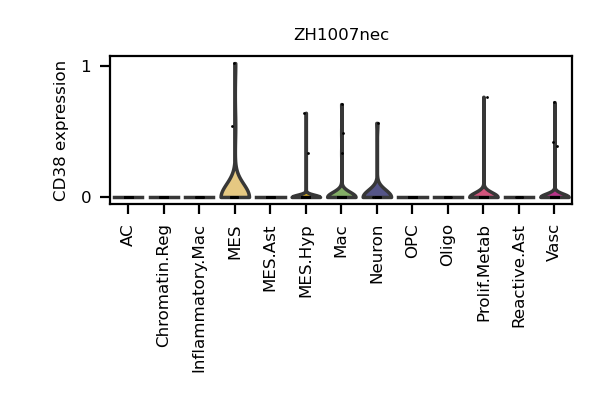 ZH1007nec
CD38 expression
1
0
AC
Chromatin.Reg
Inflammatory.Mac
MES
MES.Ast
MES.Hyp
Mac
Neuron
OPC
Oligo
Prolif.Metab
Reactive.Ast
Vasc